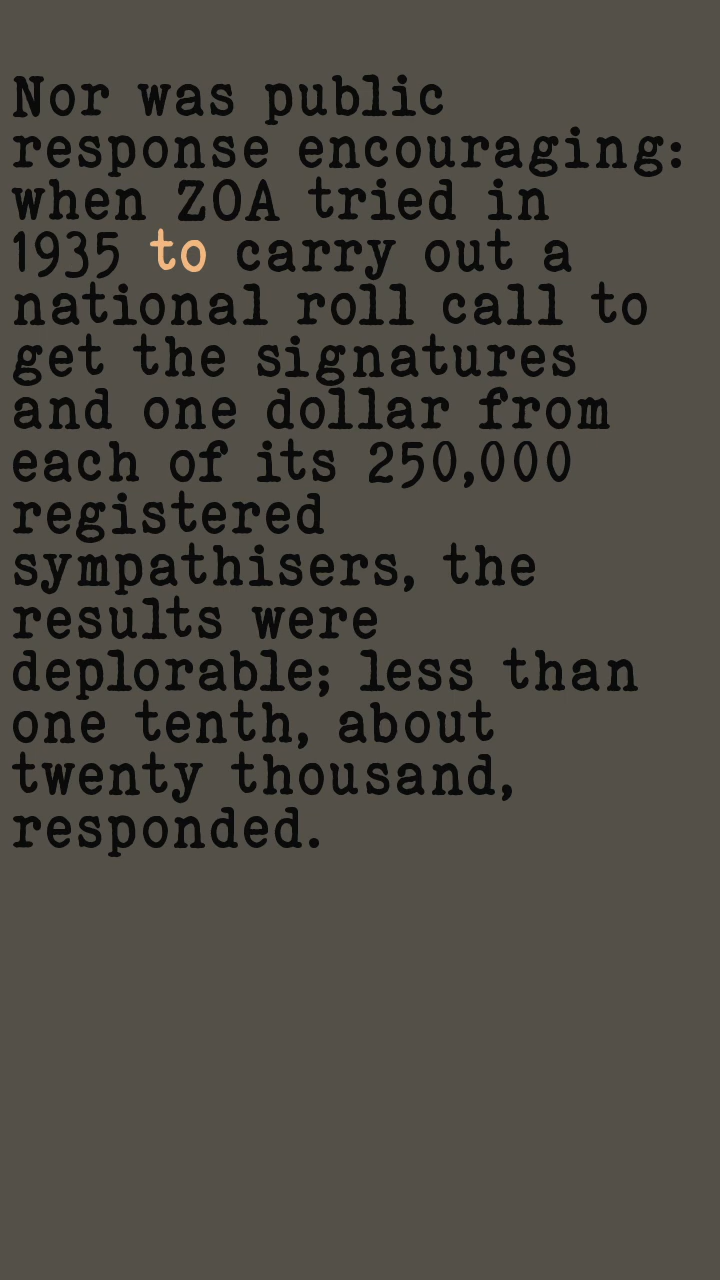 Nor was public
response encouraging:
when ZOA tried in
1935 to carry out a
national roll call to
get the signatures
and one dollar from
each of its 250,000
registered
sympathisers, the
results were
deplorable; less than
one tenth, about
twenty thousand,
responded.